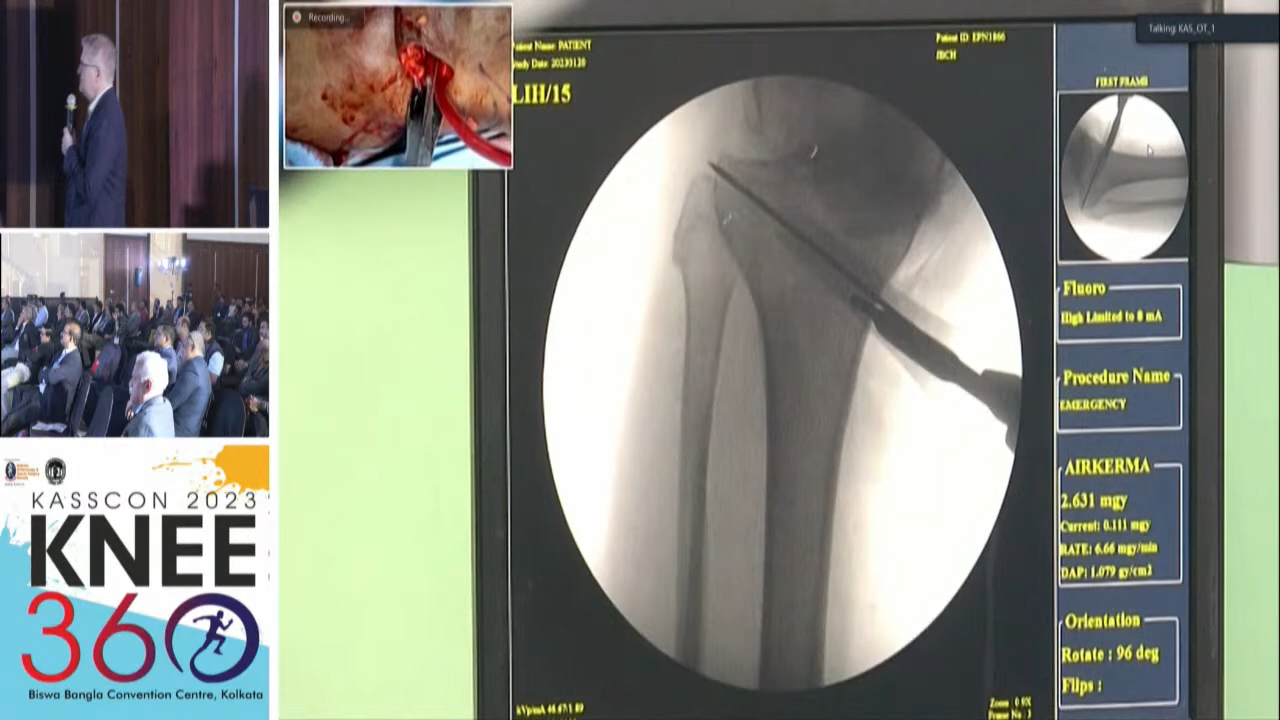 Recording...
Talking: KAS_OT_1
Patient Name: PATIENT
Study Date: 20230120
LIH/15
Patient ID: EPN1866
FIRST FRAME
Fluoro
High Limited to 8 mA
Procedure Name
EMERGENCY
AIRKERMA
2.631 mgy
Current: 0.111 mgy
RATE: 6.66 mgy/min
DAP: 1.079 gy/cm2
Orientation
Rotate : 96 deg
Flips :
Frame No : 3
KASSCON 2023
KNEE
360
Biswa Bangla Convention Centre, Kolkata